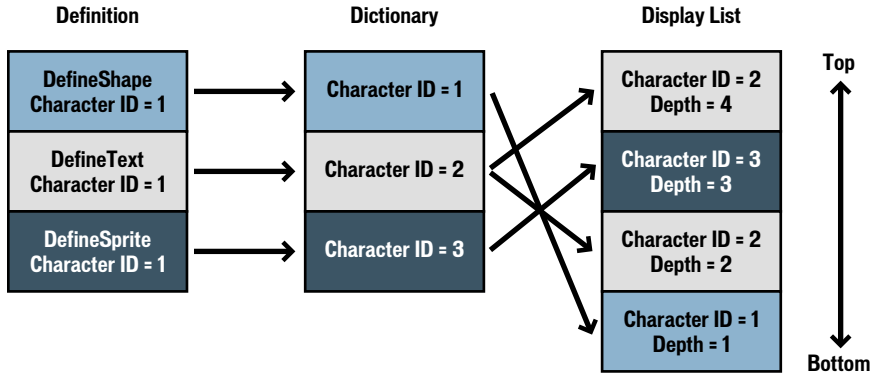 Definition
Dictionary
Display List
DefineShape
Character ID = 1
DefineText
Character ID = 1
DefineSprite
Character ID = 1
Character ID = 1
Character ID = 2
Character ID = 3
Character ID = 2
Depth = 4
Character ID = 3
Depth = 3
Character ID = 2
Depth = 2
Character ID = 1
Depth = 1
Top
Bottom